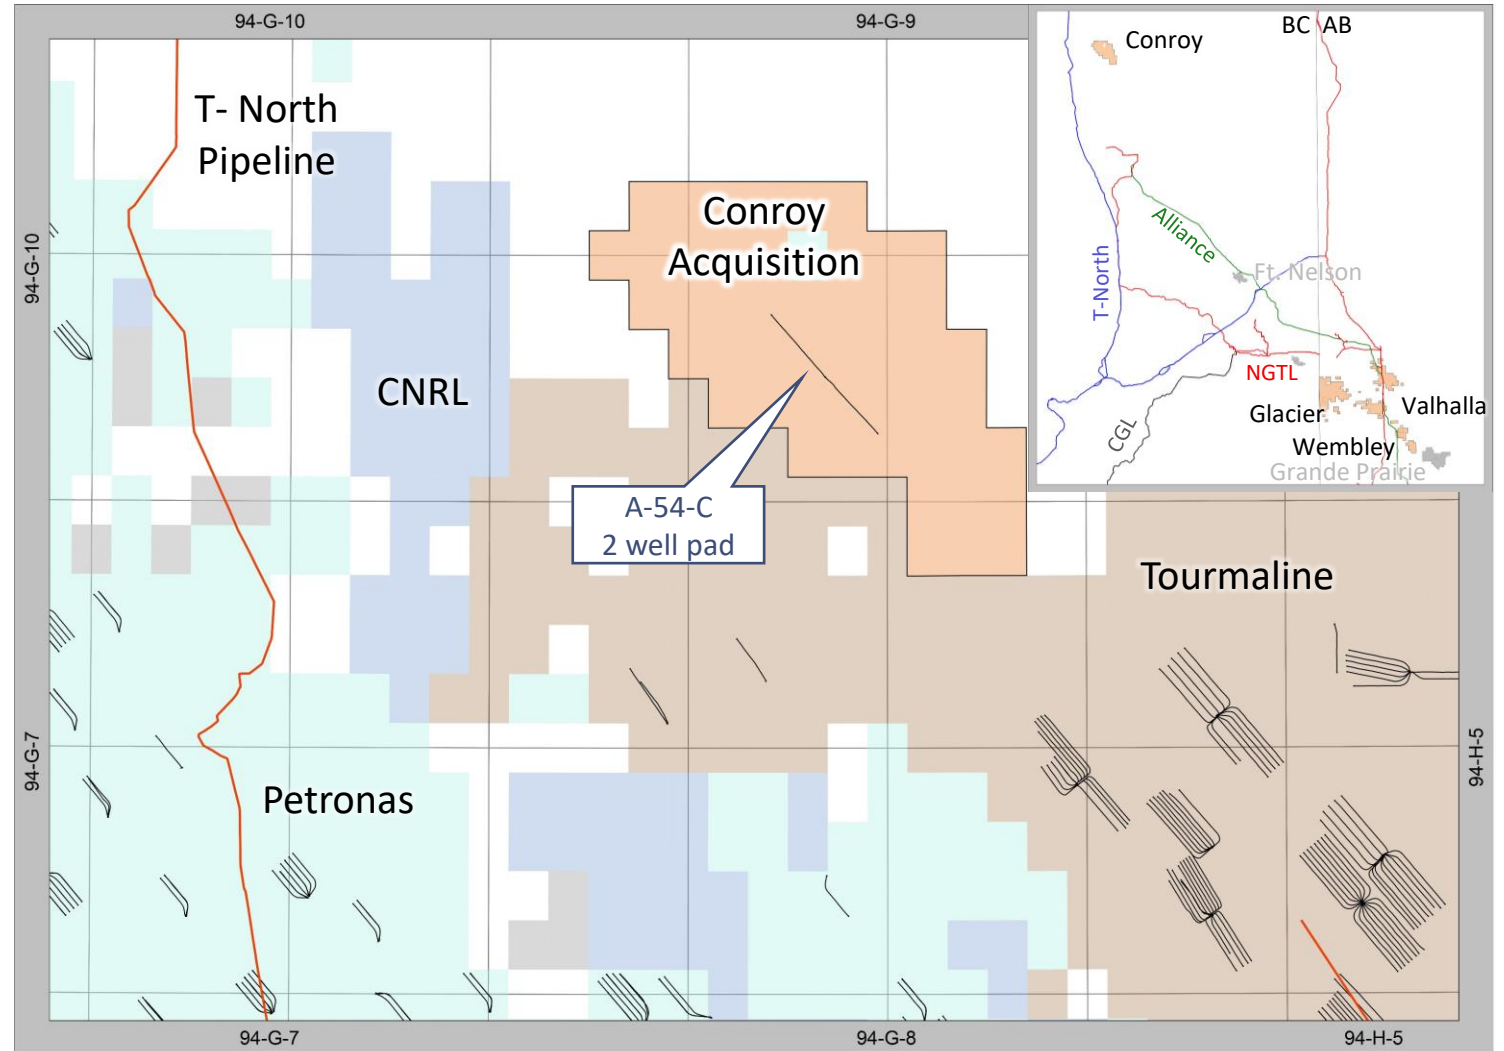 94-G-10
94-G-9
T- North
Pipeline
94-G-10
Conroy
Acquisition
CNRL
A-54-C
2 well pad
Tourmaline
94-G-7
94-H-5
Petronas
94-G-7
94-G-8
94-H-5
BC AB
Conroy
Alliance
T-North
Ft. Nelson
NGTL
Glacier
Valhalla
CGL
Wembley
Grande Prairie